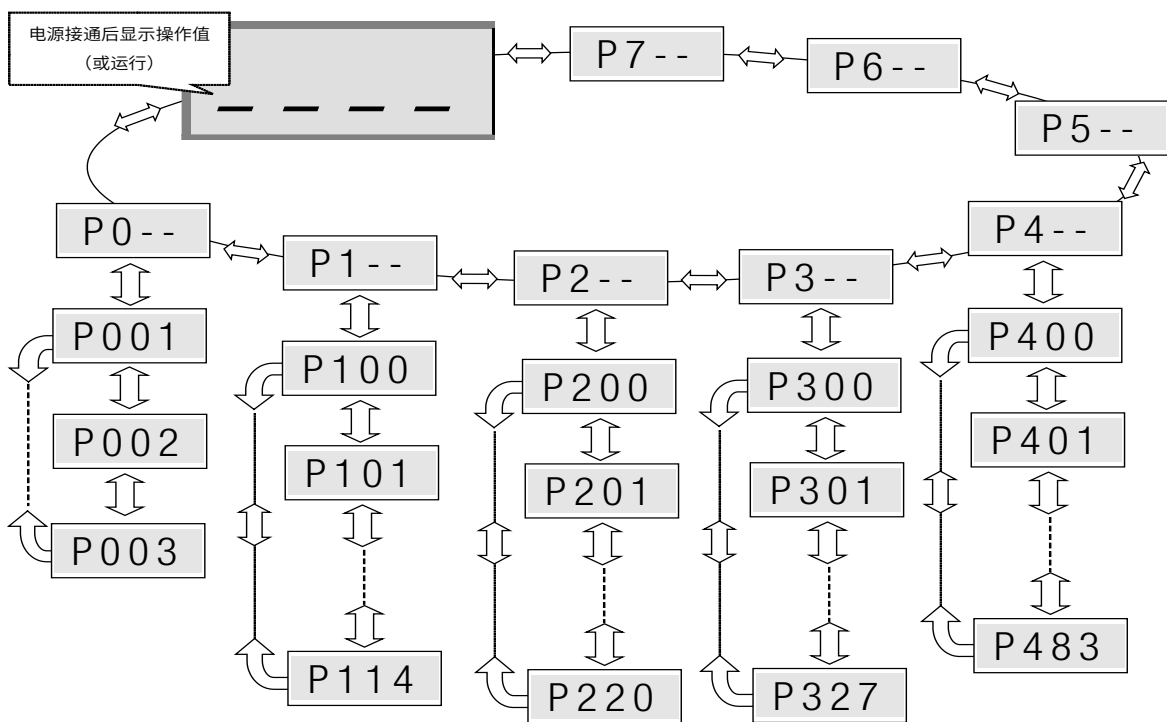 电源接通后显示操作值
（或运行）
— — — —
P7--
P6--
P5--
P0--
P1--
P2--
P3--
P4--
P001
P002
P003
P100
P101
P114
P200
P201
P220
P300
P301
P327
P400
P401
P483